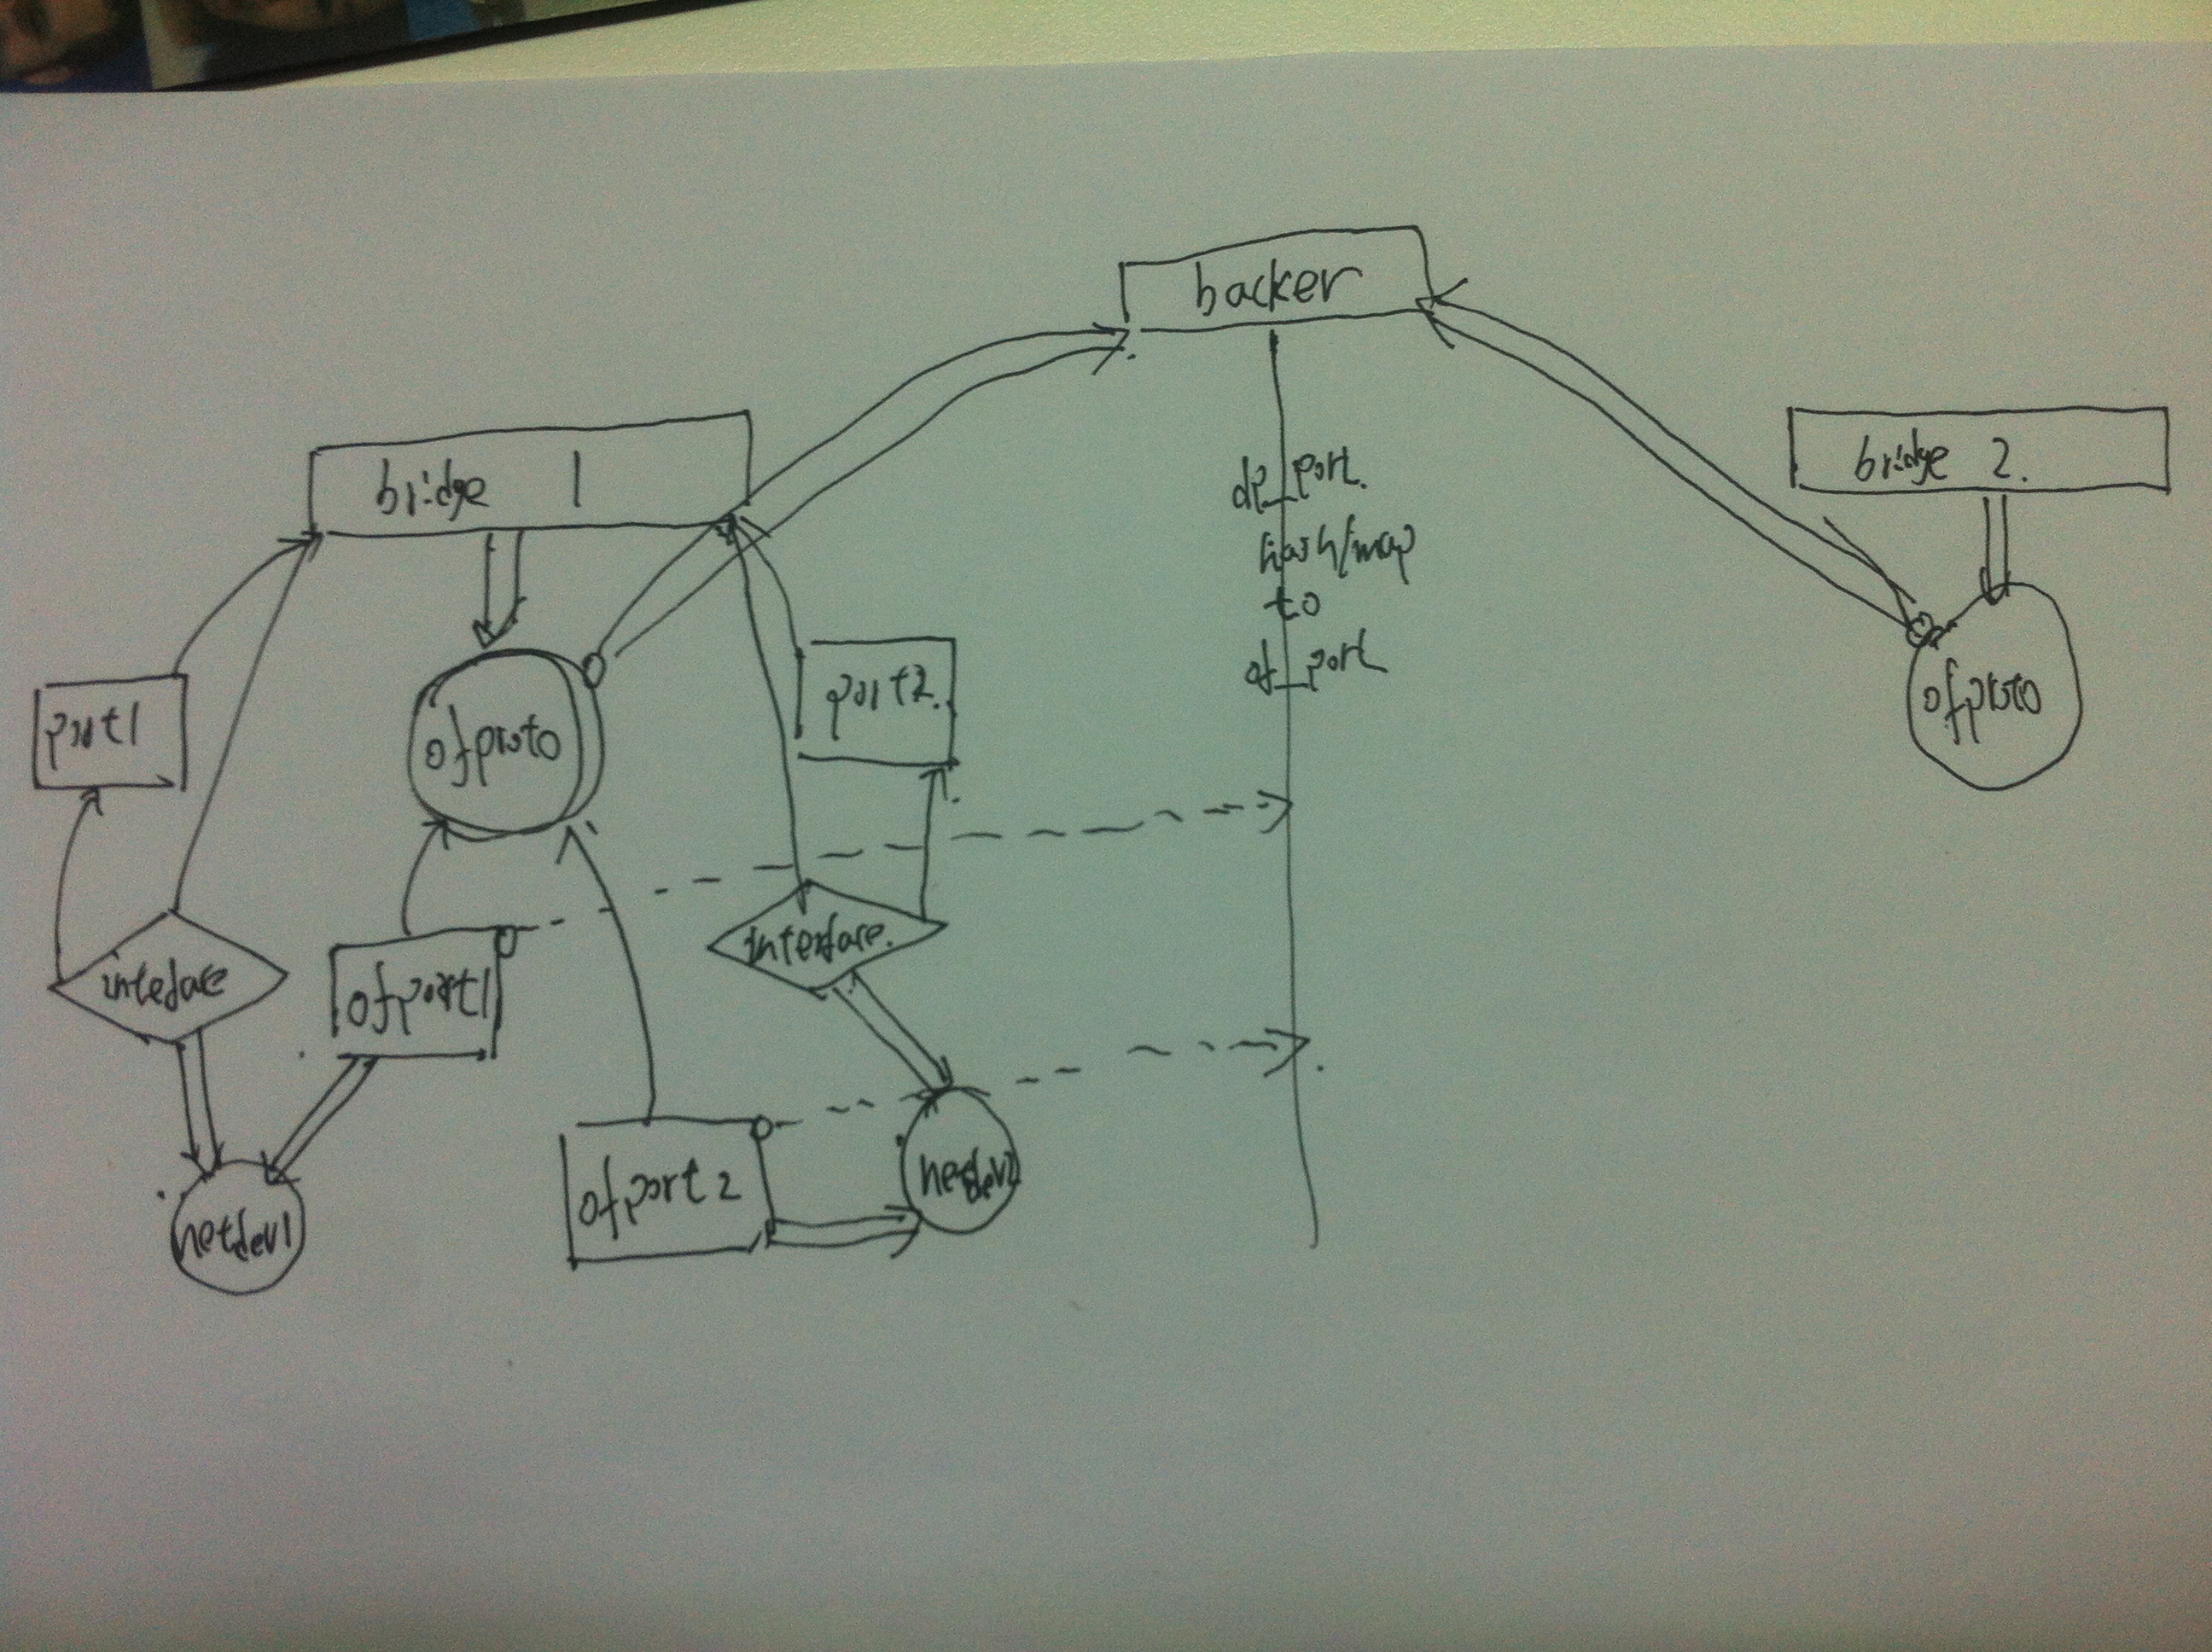 backer
bridge 1
bridge 2.
dp_port.
hash/map
to
of_port
port1
ofproto
port2.
ofproto
interface
ofport1
interface.
netdev1
ofport2
netdev2